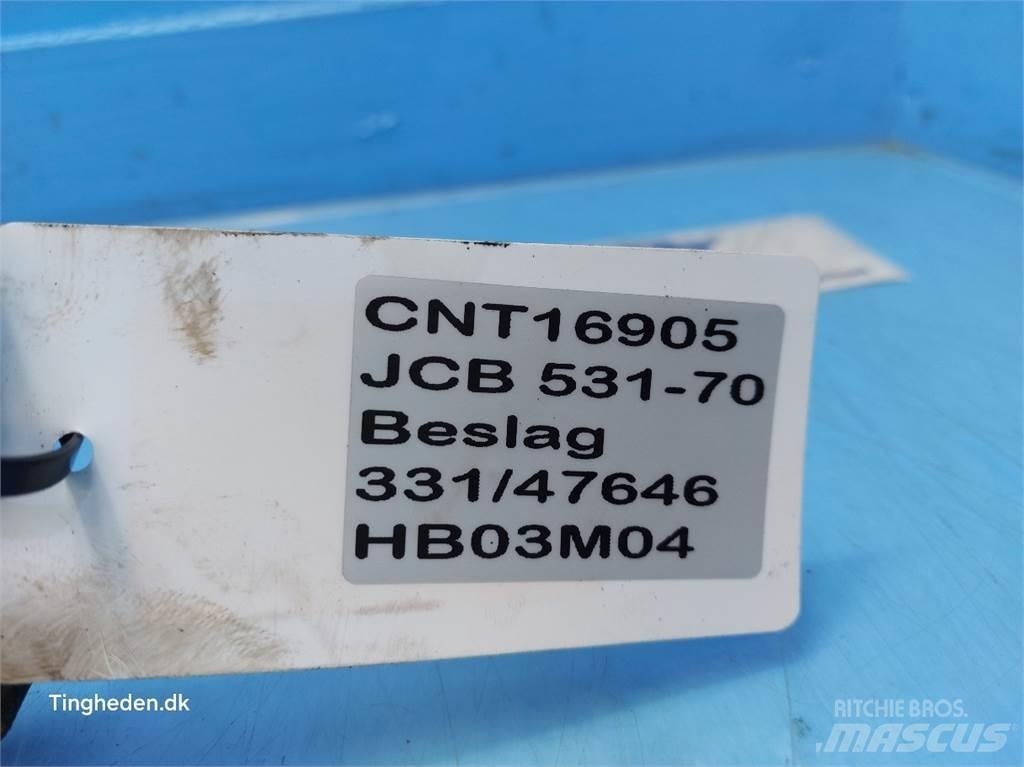 CNT16905
JCB 531-70
Beslag
331/47646
HB03M04
Tingheden.dk
RITCHIE BROS.
MASCUS